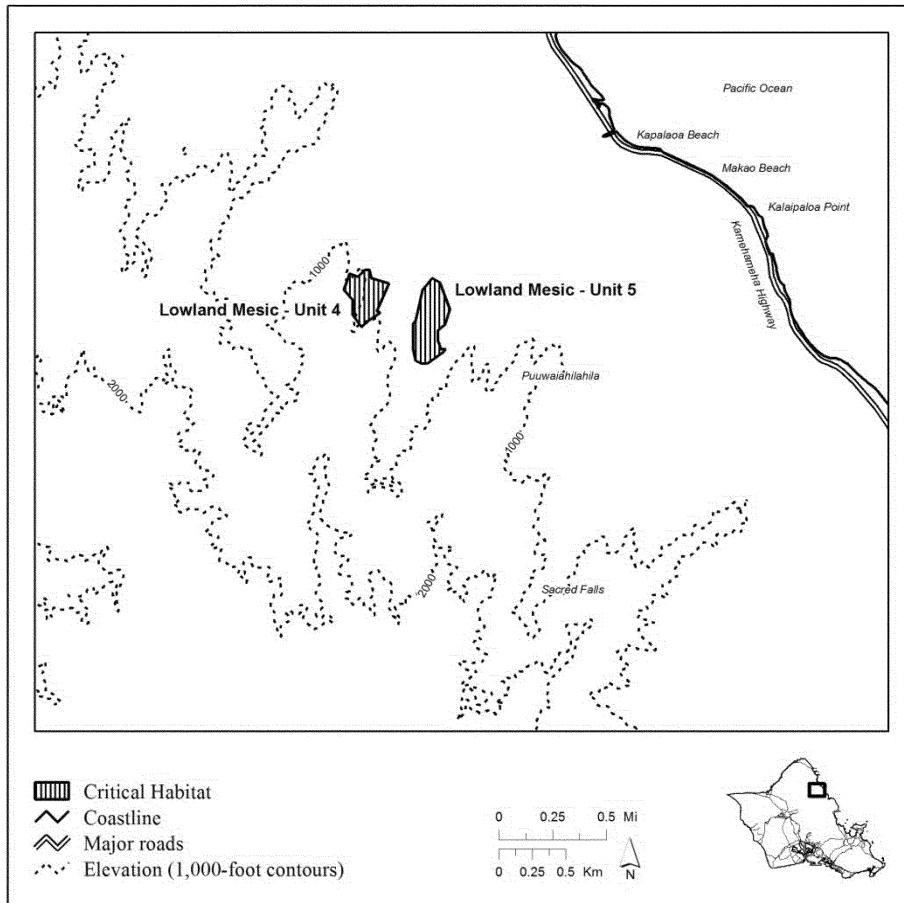 Pacific Ocean
Kapalaoa Beach
Makao Beach
Kalaipaloa Point
Kamehameha Highway
1000
Lowland Mesic - Unit 5
Lowland Mesic - Unit 4
Puuwaiahilahila
2000
1000
Sacred Falls
2000
Critical Habitat
Coastline
Major roads
Elevation (1,000-foot contours)
0 0.25 0.5 Mi
0 0.25 0.5 Km
N